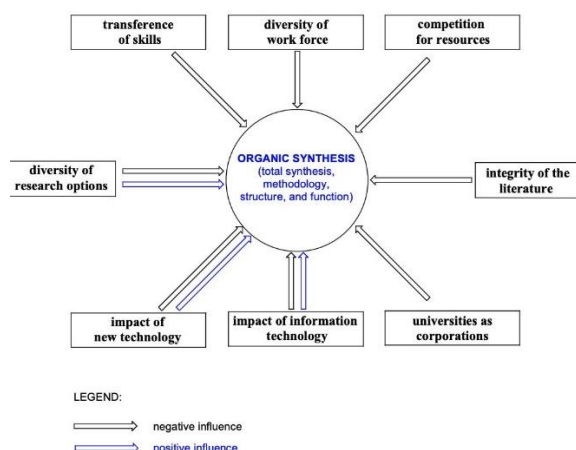 transference
of skills
diversity of
work force
competition
for resources
diversity of
research options
ORGANIC SYNTHESIS
(total synthesis,
methodology,
structure, and function)
integrity of the
literature
impact of
new technology
impact of information
technology
universities as
corporations
LEGEND:
negative influence
positive influence